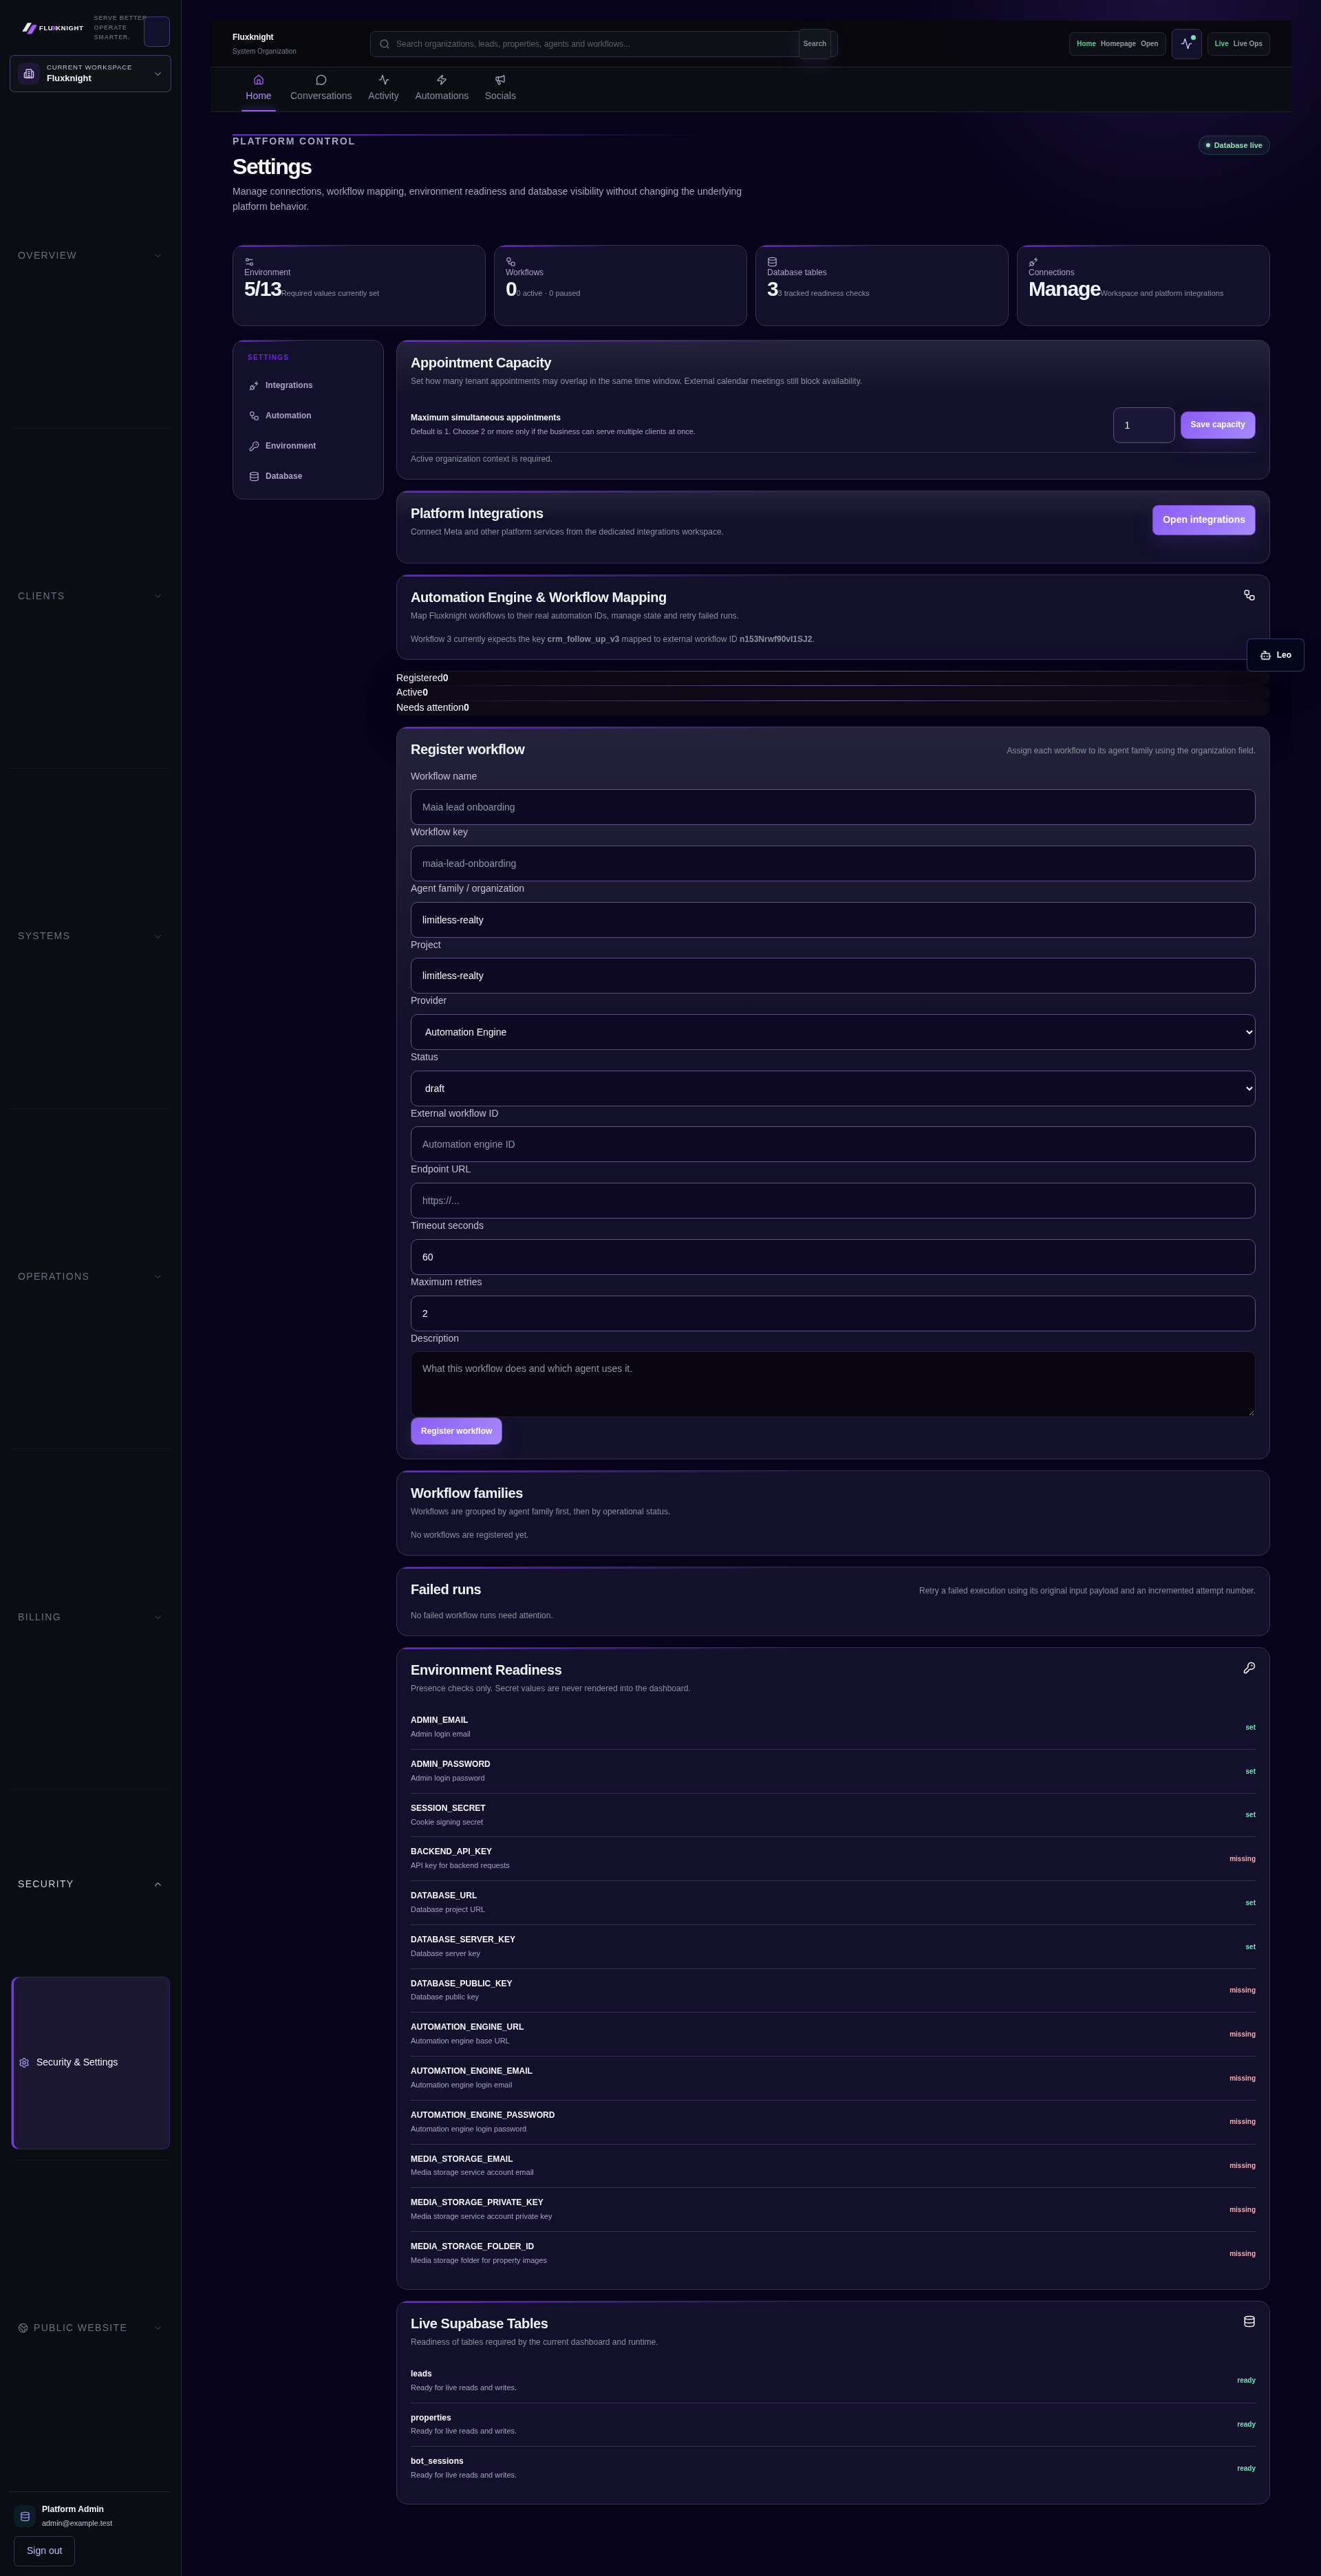 FLUXKNIGHT
SERVE BETTER.
OPERATE
SMARTER.
CURRENT WORKSPACE
Fluxknight
OVERVIEW
CLIENTS
SYSTEMS
OPERATIONS
BILLING
SECURITY
Security & Settings
PUBLIC WEBSITE
Platform Admin
admin@example.test
Sign out
Fluxknight
System Organization
Search organizations, leads, properties, agents and workflows...
Search
Home Homepage Open
Live Live Ops
Home
Conversations
Activity
Automations
Socials
PLATFORM CONTROL
Settings
Manage connections, workflow mapping, environment readiness and database visibility without changing the underlying
platform behavior.
Database live
Environment
5/13 Required values currently set
Workflows
0 0 active · 0 paused
Database tables
3 3 tracked readiness checks
Connections
Manage Workspace and platform integrations
SETTINGS
Integrations
Automation
Environment
Database
Appointment Capacity
Set how many tenant appointments may overlap in the same time window. External calendar meetings still block availability.
Maximum simultaneous appointments
Default is 1. Choose 2 or more only if the business can serve multiple clients at once.
1
Save capacity
Active organization context is required.
Platform Integrations
Connect Meta and other platform services from the dedicated integrations workspace.
Open integrations
Automation Engine & Workflow Mapping
Map Fluxknight workflows to their real automation IDs, manage state and retry failed runs.
Workflow 3 currently expects the key crm_follow_up_v3 mapped to external workflow ID n153Nrwf90vI1SJ2.
Leo
Registered0
Active0
Needs attention0
Register workflow
Assign each workflow to its agent family using the organization field.
Workflow name
Maia lead onboarding
Workflow key
maia-lead-onboarding
Agent family / organization
limitless-realty
Project
limitless-realty
Provider
Automation Engine
Status
draft
External workflow ID
Automation engine ID
Endpoint URL
https://...
Timeout seconds
60
Maximum retries
2
Description
What this workflow does and which agent uses it.
Register workflow
Workflow families
Workflows are grouped by agent family first, then by operational status.
No workflows are registered yet.
Failed runs
Retry a failed execution using its original input payload and an incremented attempt number.
No failed workflow runs need attention.
Environment Readiness
Presence checks only. Secret values are never rendered into the dashboard.
ADMIN_EMAIL
Admin login email
set
ADMIN_PASSWORD
Admin login password
set
SESSION_SECRET
Cookie signing secret
set
BACKEND_API_KEY
API key for backend requests
missing
DATABASE_URL
Database project URL
set
DATABASE_SERVER_KEY
Database server key
set
DATABASE_PUBLIC_KEY
Database public key
missing
AUTOMATION_ENGINE_URL
Automation engine base URL
missing
AUTOMATION_ENGINE_EMAIL
Automation engine login email
missing
AUTOMATION_ENGINE_PASSWORD
Automation engine login password
missing
MEDIA_STORAGE_EMAIL
Media storage service account email
missing
MEDIA_STORAGE_PRIVATE_KEY
Media storage service account private key
missing
MEDIA_STORAGE_FOLDER_ID
Media storage folder for property images
missing
Live Supabase Tables
Readiness of tables required by the current dashboard and runtime.
leads
Ready for live reads and writes.
ready
properties
Ready for live reads and writes.
ready
bot_sessions
Ready for live reads and writes.
ready